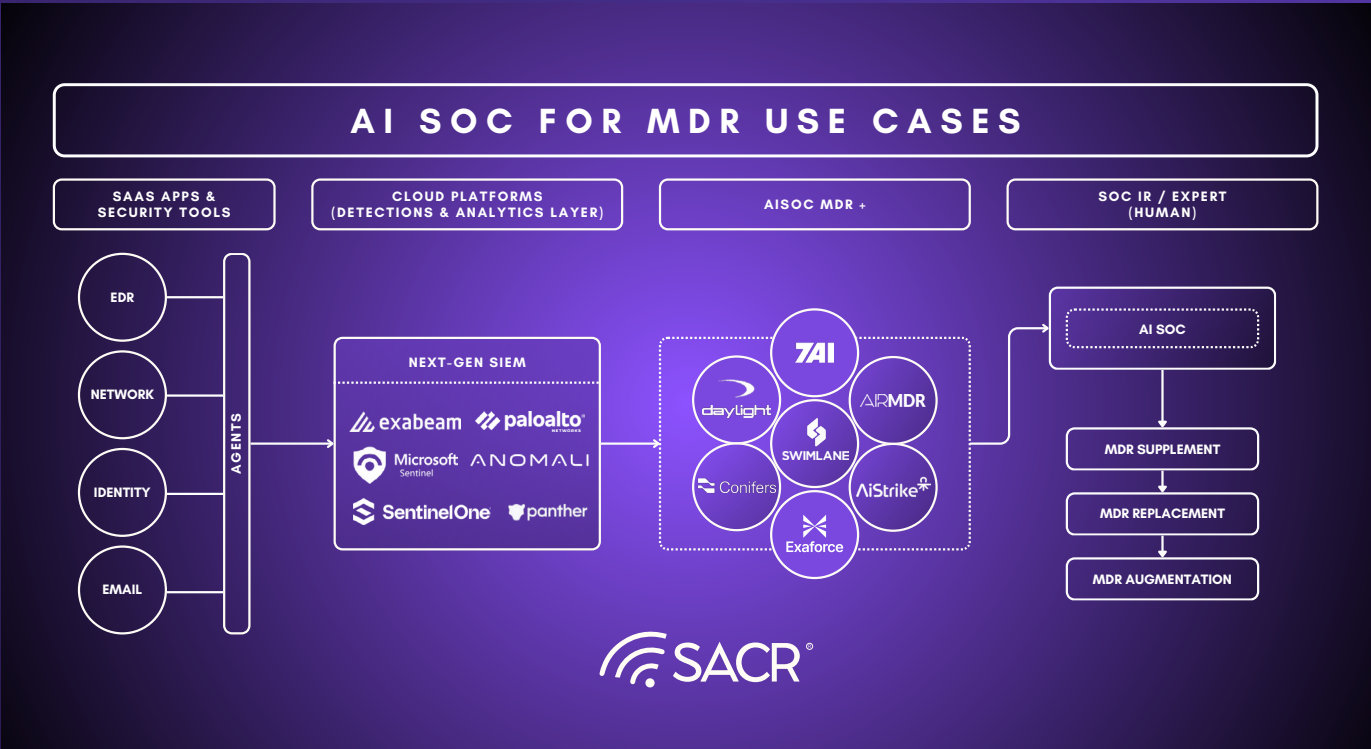 AI SOC FOR MDR USE CASES
SAAS APPS &
SECURITY TOOLS
CLOUD PLATFORMS
(DETECTIONS & ANALYTICS LAYER)
AISOC MDR +
SOC IR / EXPERT
(HUMAN)
EDR
NETWORK
IDENTITY
EMAIL
AGENTS
NEXT-GEN SIEM
exabeam
paloalto
NETWORKS
Microsoft
Sentinel
ANOMALI
SentinelOne
panther
7AI
daylight
AIRMDR
SWIMLANE
Conifers
AiStrike
Exaforce
AI SOC
MDR SUPPLEMENT
MDR REPLACEMENT
MDR AUGMENTATION
SACR®